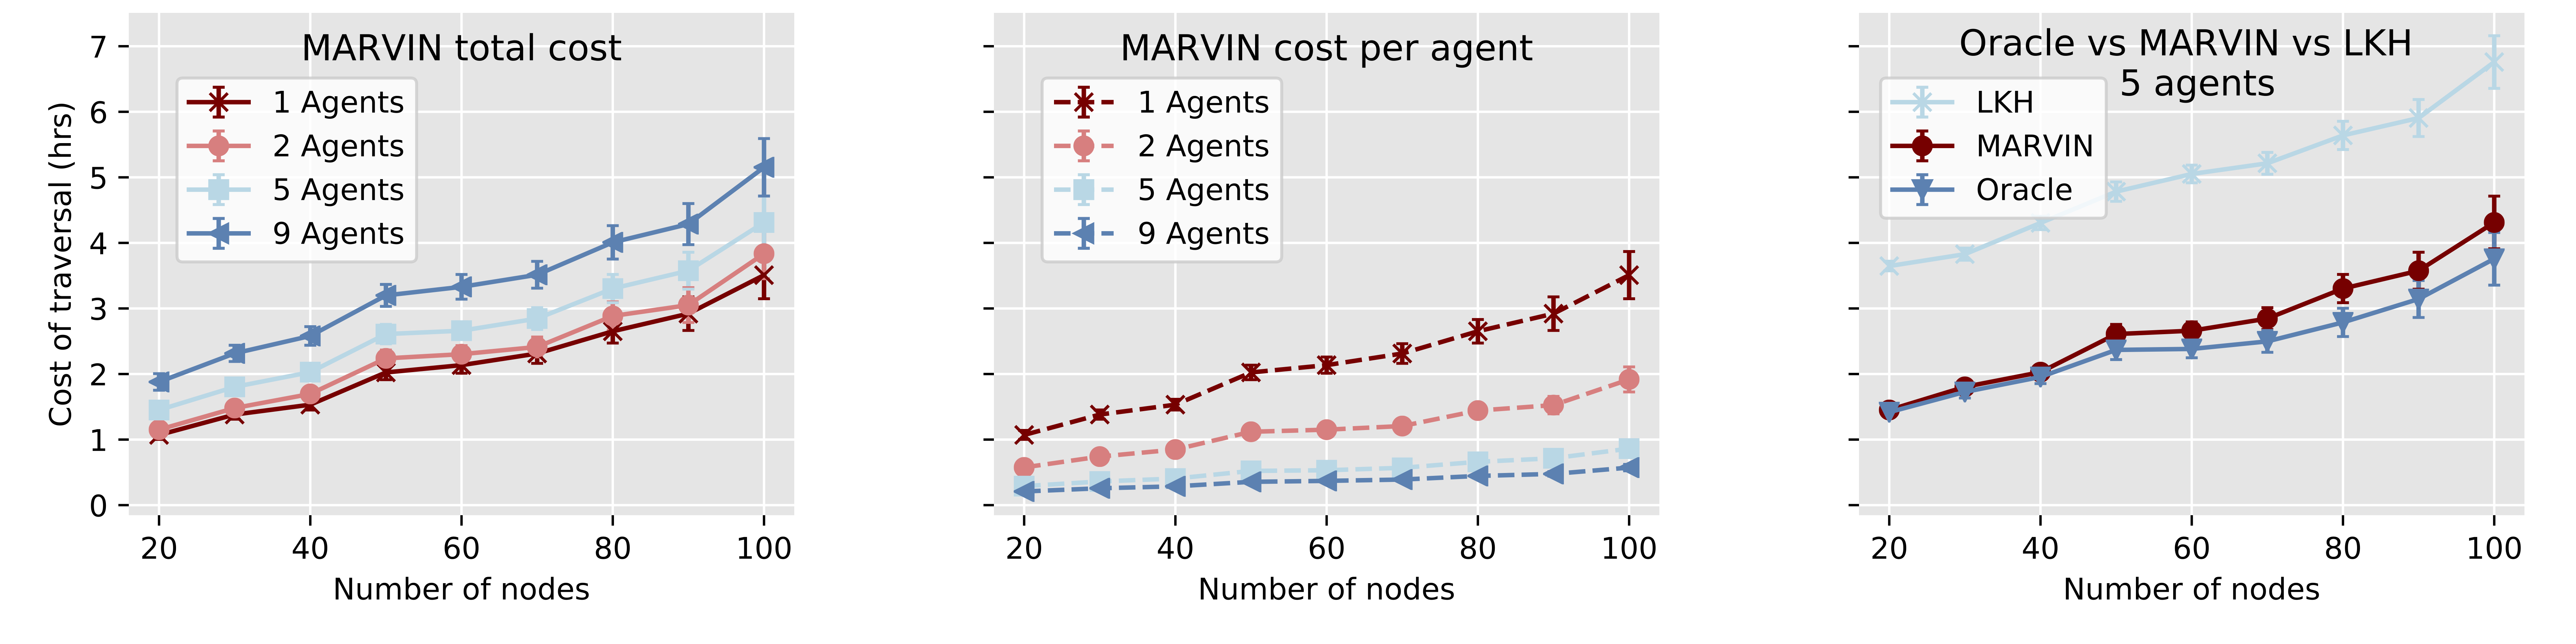 MARVIN total cost
1 Agents
2 Agents
5 Agents
9 Agents
Cost of traversal (hrs)
7
6
5
4
3
2
1
0
20 40 60 80 100
Number of nodes
MARVIN cost per agent
1 Agents
2 Agents
5 Agents
9 Agents
20 40 60 80 100
Number of nodes
Oracle vs MARVIN vs LKH
5 agents
LKH
MARVIN
Oracle
20 40 60 80 100
Number of nodes